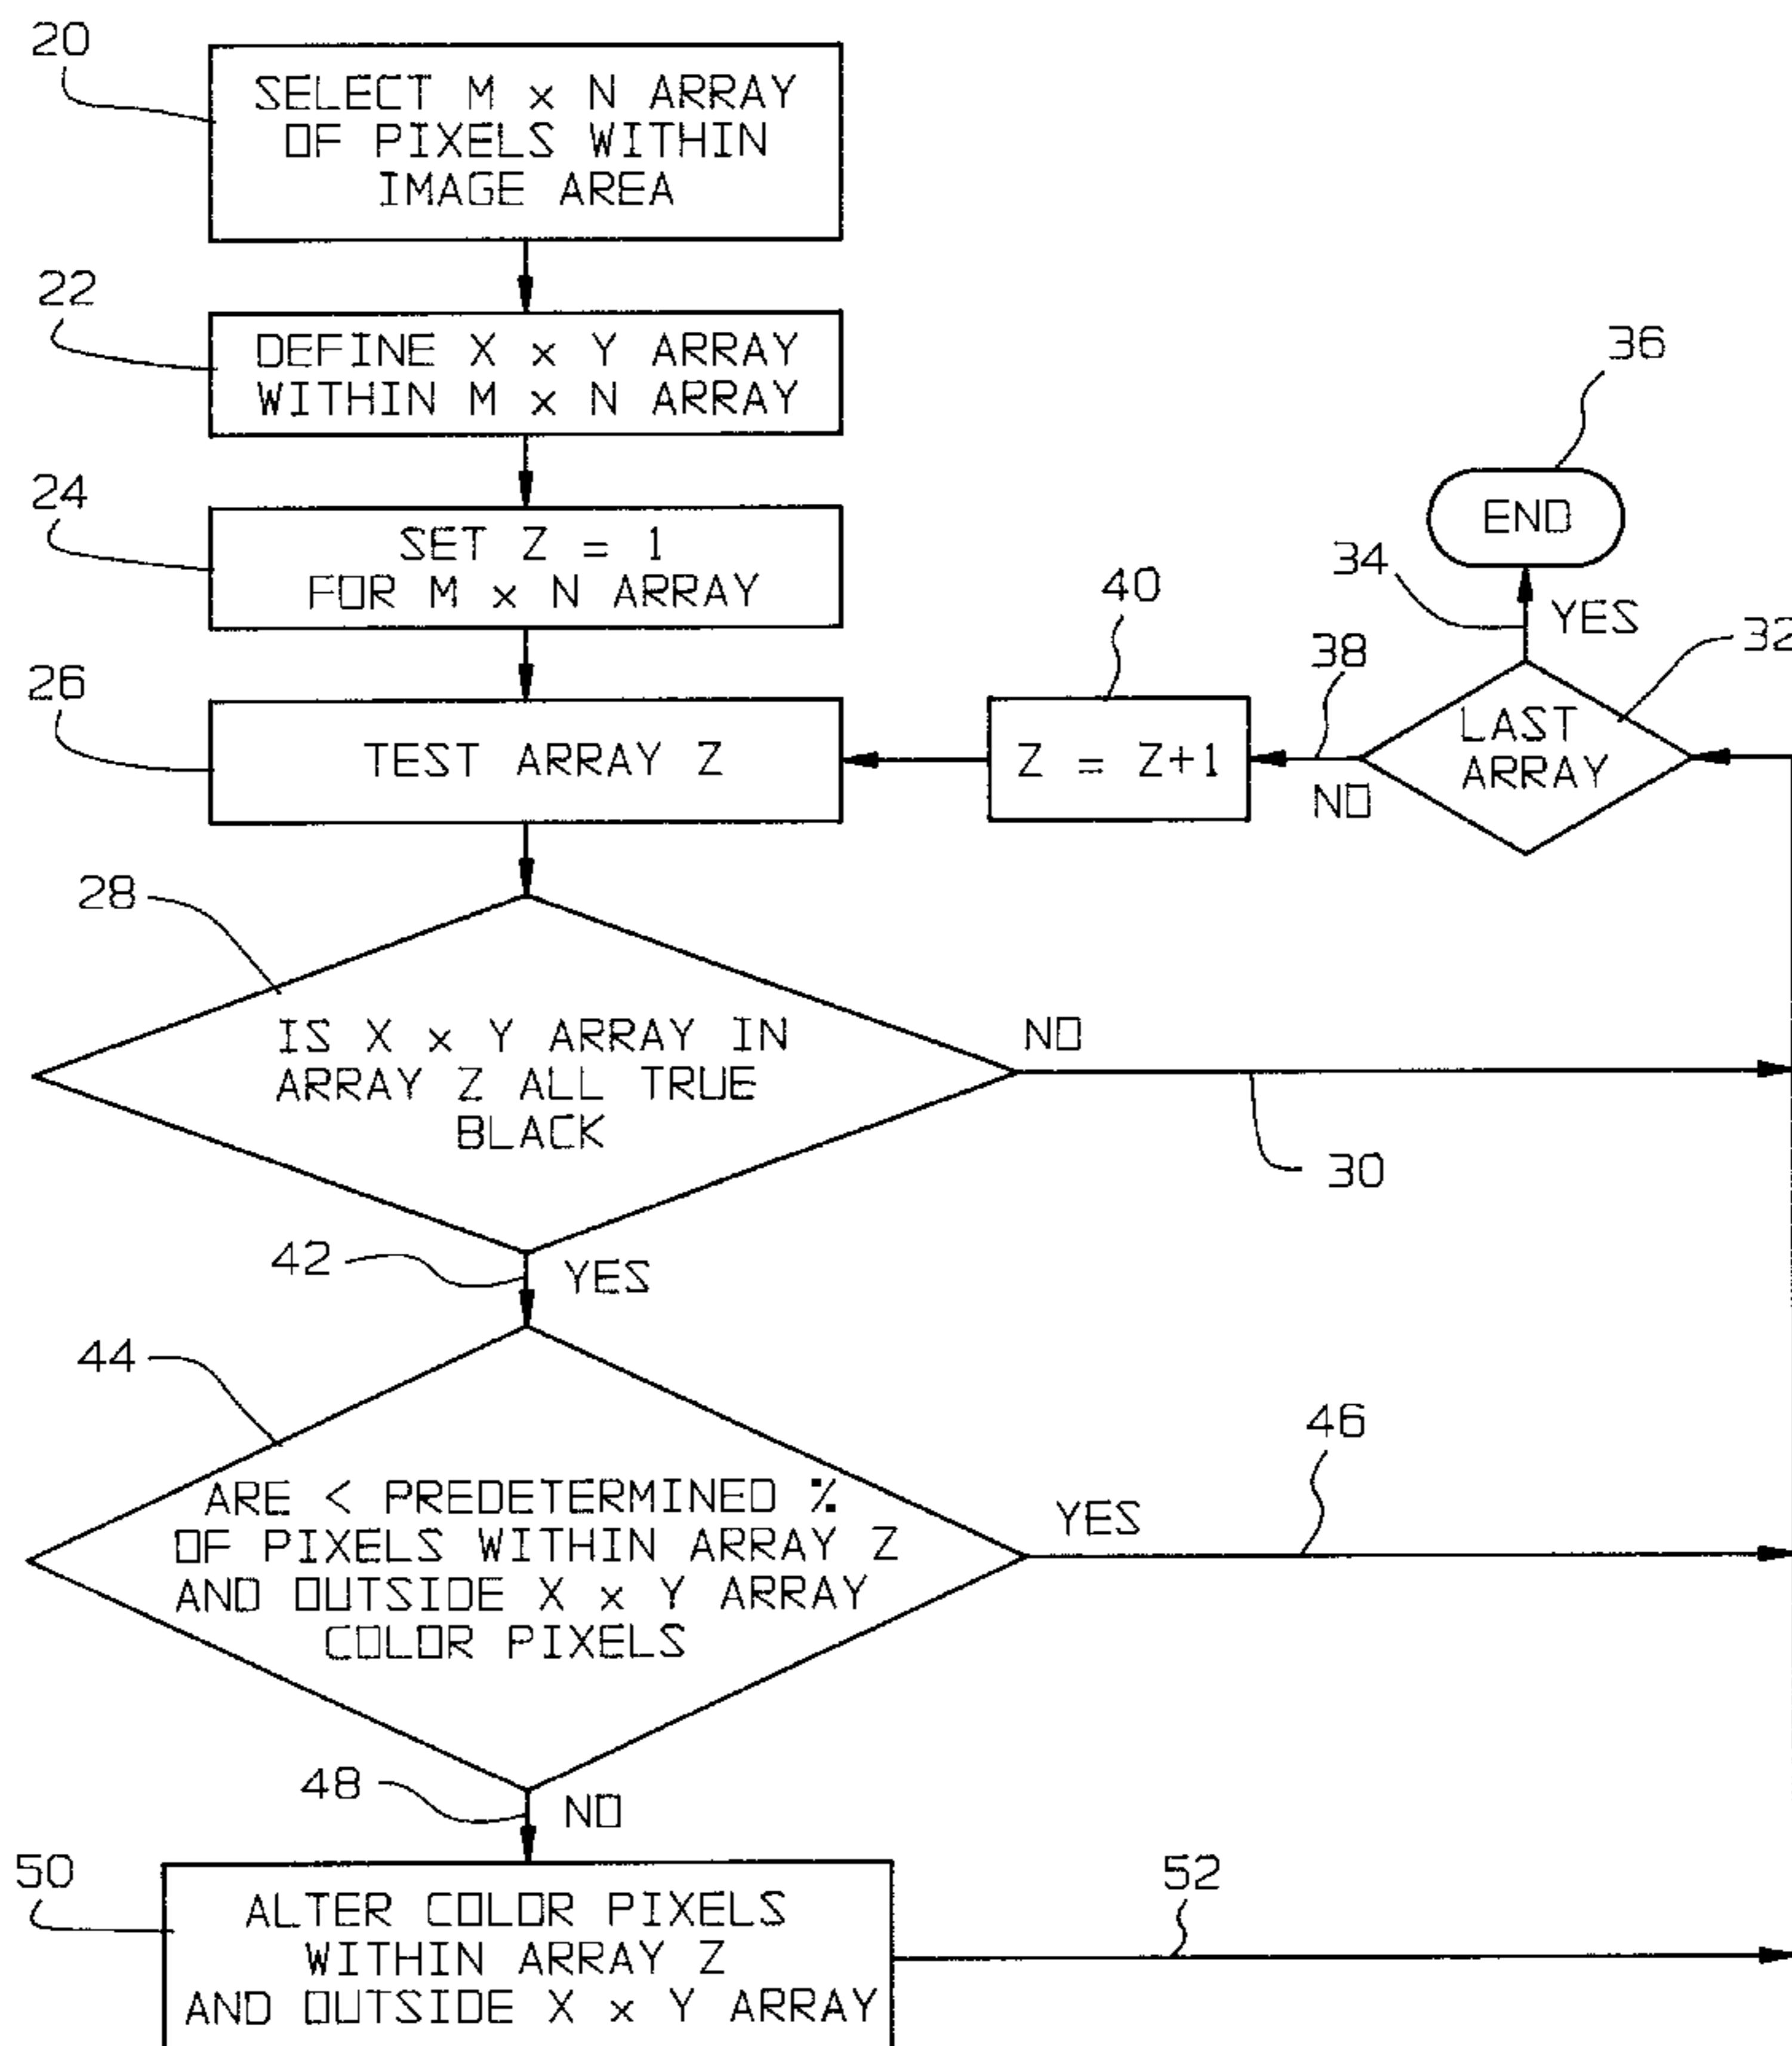 20
SELECT M x N ARRAY
OF PIXELS WITHIN
IMAGE AREA
22
DEFINE X x Y ARRAY
WITHIN M x N ARRAY
24
SET Z = 1
FOR M x N ARRAY
26
TEST ARRAY Z
40
Z = Z+1
38
NO
LAST
ARRAY
32
34
YES
36
END
28
IS X x Y ARRAY IN
ARRAY Z ALL TRUE
BLACK
NO
30
42
YES
44
ARE < PREDETERMINED %
OF PIXELS WITHIN ARRAY Z
AND OUTSIDE X x Y ARRAY
COLOR PIXELS
YES
46
48
NO
50
ALTER COLOR PIXELS
WITHIN ARRAY Z
AND OUTSIDE X x Y ARRAY
52